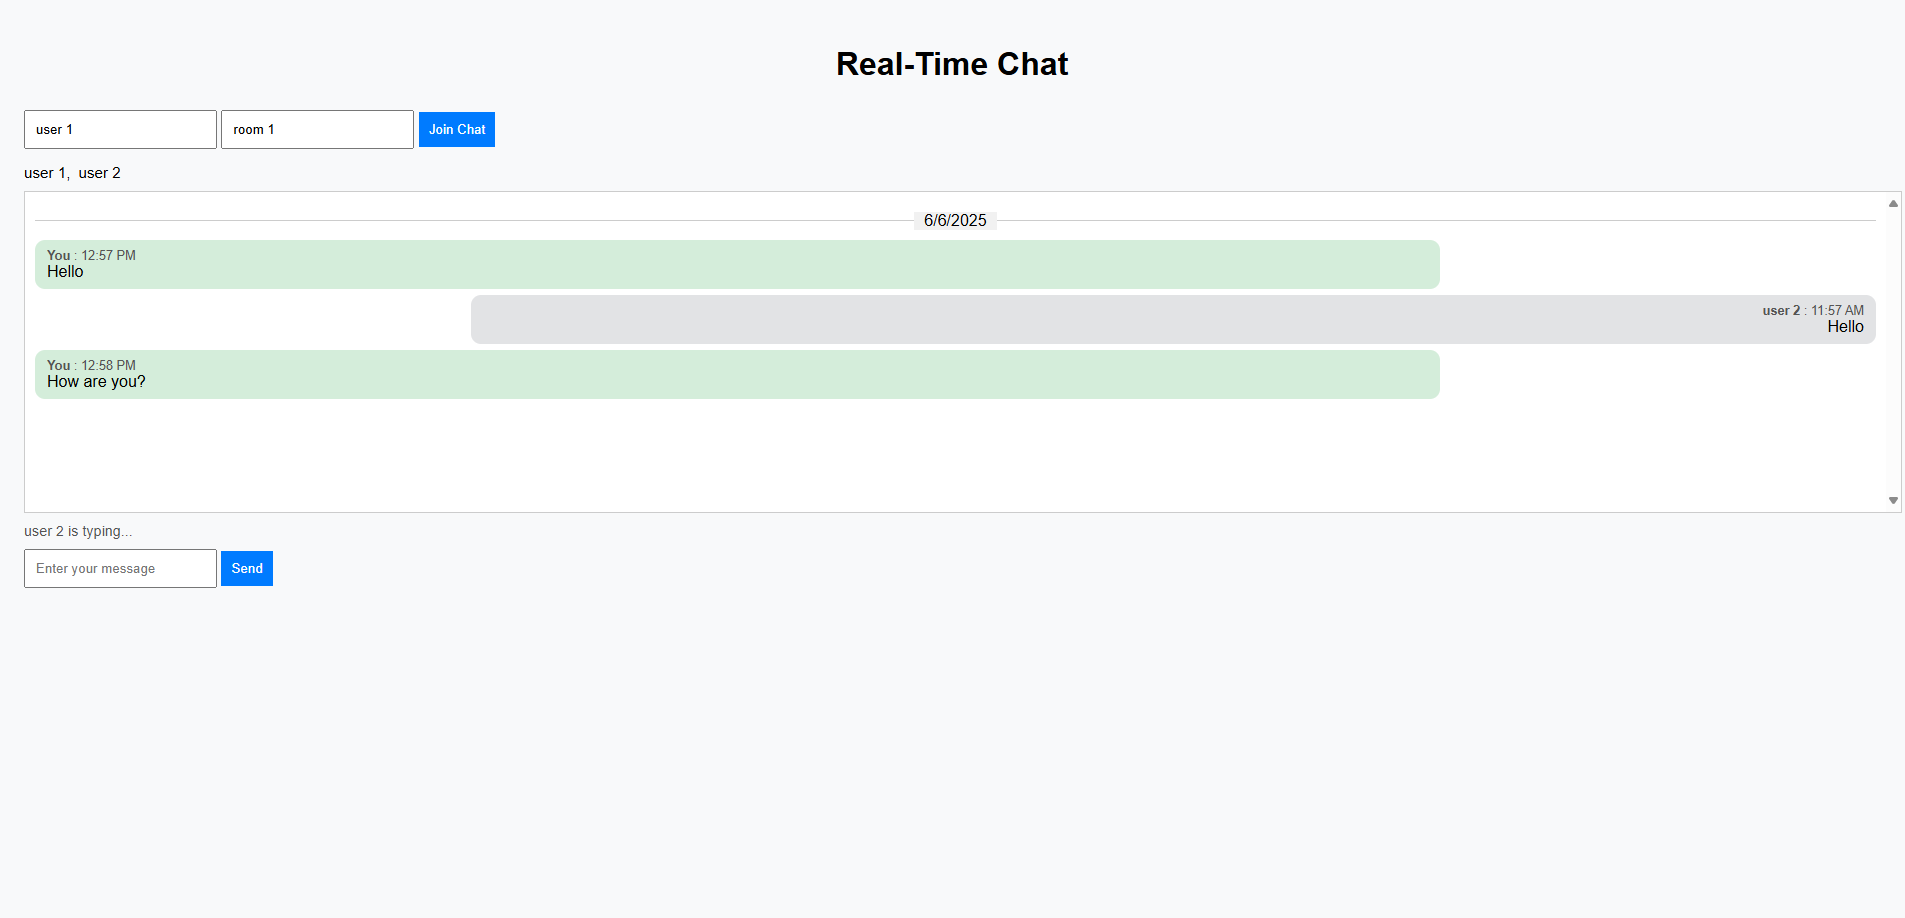 Real-Time Chat
user 1 room 1 Join Chat
user 1, user 2
6/6/2025
You : 12:57 PM
Hello
user 2 : 11:57 AM
Hello
You : 12:58 PM
How are you?
user 2 is typing...
Enter your message Send